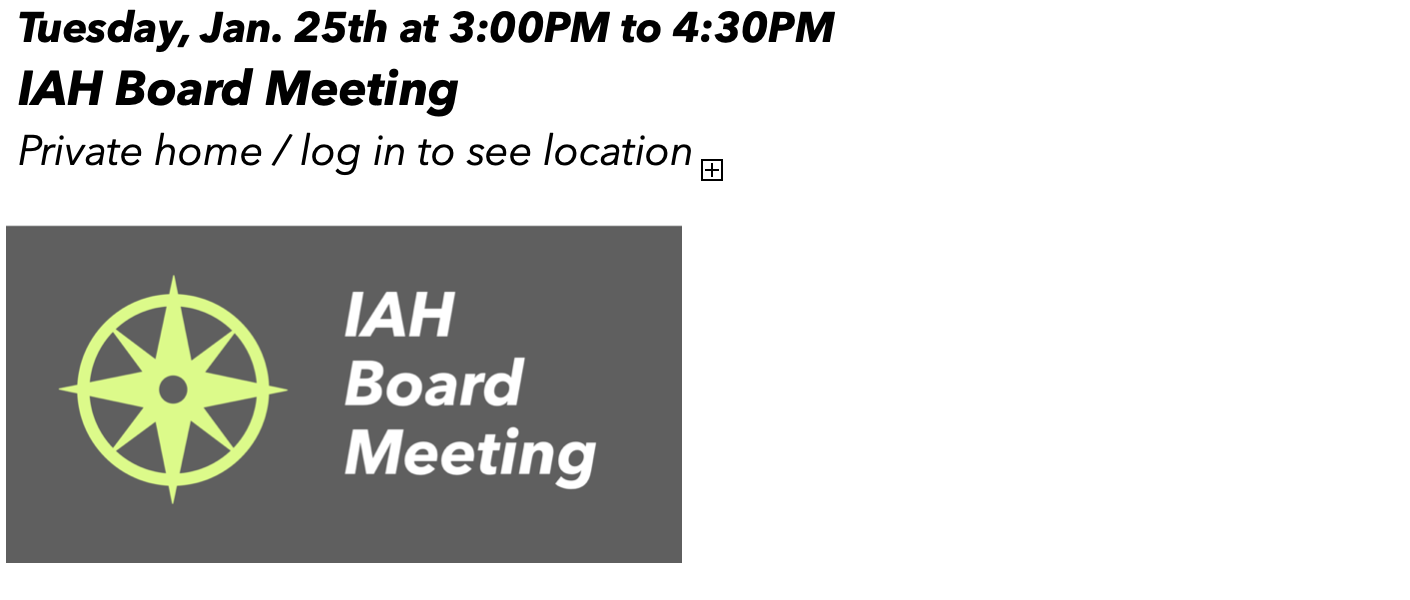 Tuesday, Jan. 25th at 3:00PM to 4:30PM
IAH Board Meeting
Private home / log in to see location
IAH
Board
Meeting